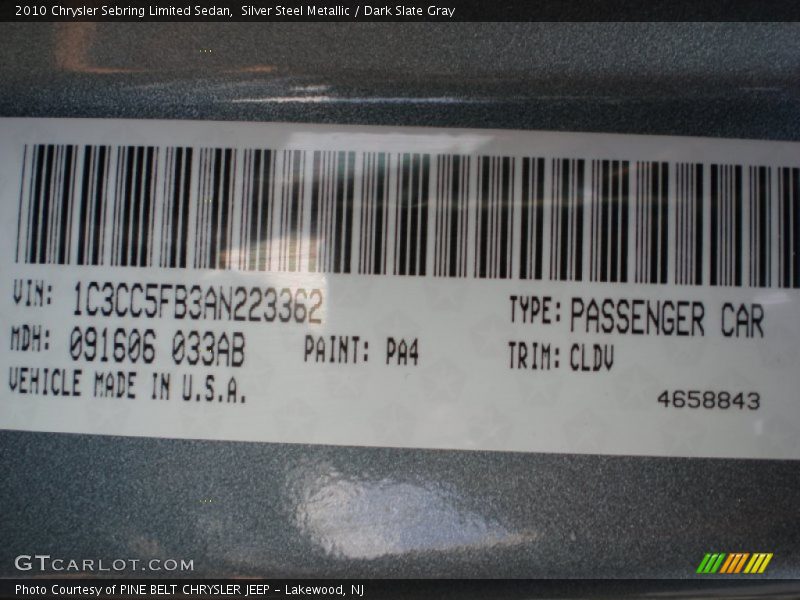 2010 Chrysler Sebring Limited Sedan,  Silver Steel Metallic / Dark Slate Gray
VIN: 1C3CC5FB3AN223362 TYPE: PASSENGER CAR
MDH: 091606 033AB PAINT: PA4 TRIM: CLDV
VEHICLE MADE IN U.S.A. 4658843
GTCARLOT.COM
Photo Courtesy of PINE BELT CHRYSLER JEEP - Lakewood, NJ